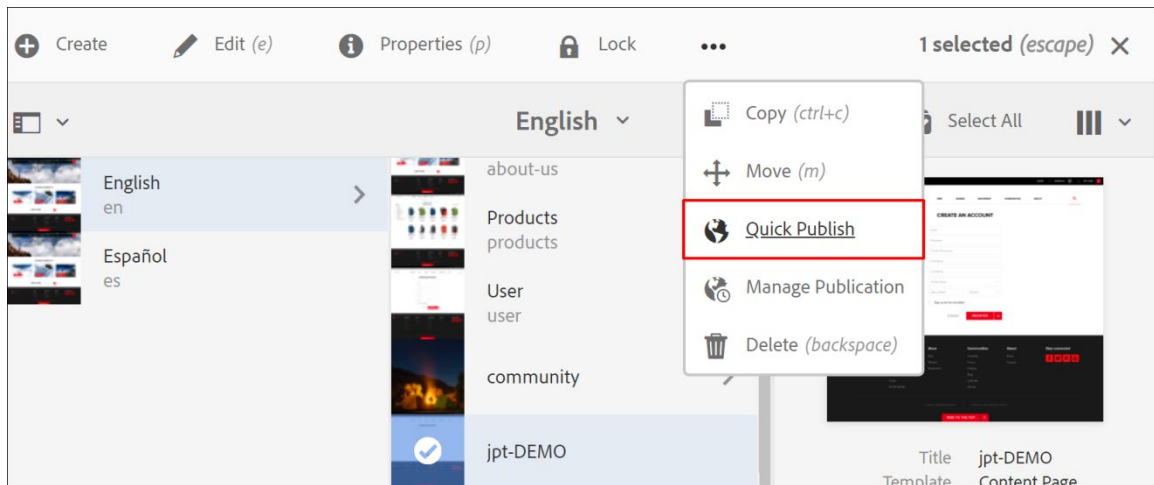 Create
Edit (e)
Properties (p)
Lock
1 selected (escape)
English
Select All
Copy (ctrl+c)
Move (m)
Quick Publish
Manage Publication
Delete (backspace)
English
en
Español
es
about-us
Products
products
User
user
community
jpt-DEMO
CREATE AN ACCOUNT
Title jpt-DEMO
Template Content Page